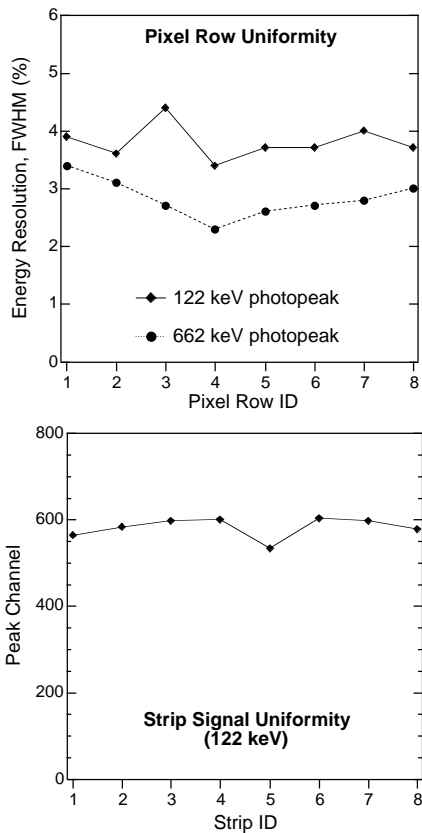 Pixel Row Uniformity
6
5
4
3
2
1
0
Energy Resolution, FWHM (%)
122 keV photopeak
662 keV photopeak
1 2 3 4 5 6 7 8
Pixel Row ID
800
600
400
200
0
Peak Channel
Strip Signal Uniformity
(122 keV)
1 2 3 4 5 6 7 8
Strip ID